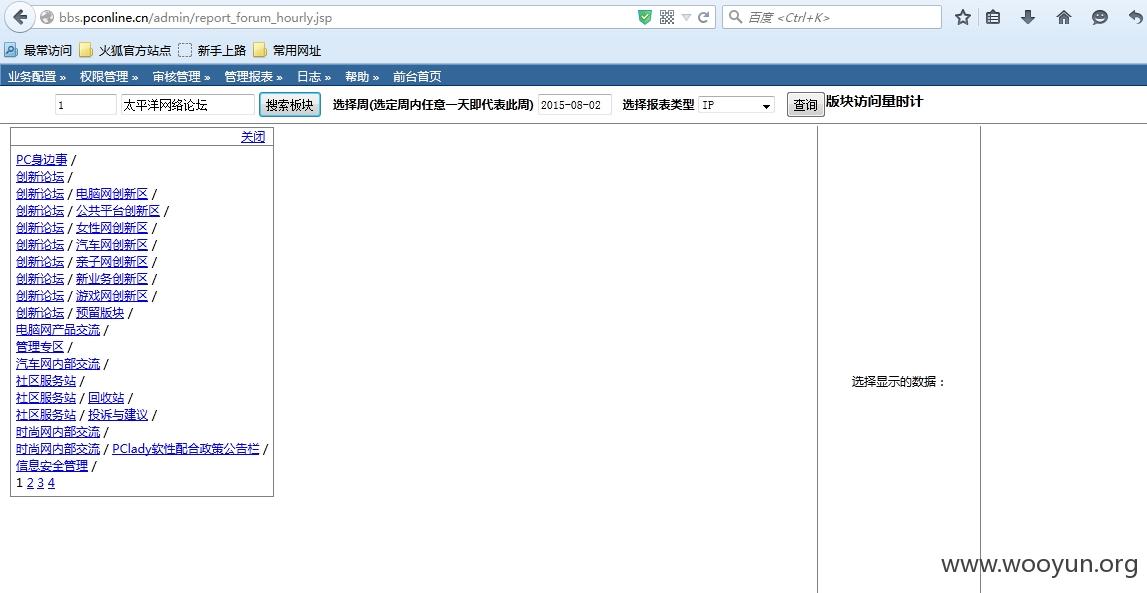 bbs.pconline.cn/admin/report_forum_hourly.jsp 百度 <Ctrl+K>
最常访问 火狐官方站点 新手上路 常用网址
业务配置 » 权限管理 » 审核管理 » 管理报表 » 日志 » 帮助 » 前台首页
1 太平洋网络论坛 搜索板块 选择周(选定周内任意一天即代表此周) 2015-08-02 选择报表类型 IP 查询 版块访问量时计
关闭
PC身边事 /
创新论坛 /
创新论坛 / 电脑网创新区 /
创新论坛 / 公共平台创新区 /
创新论坛 / 女性网创新区 /
创新论坛 / 汽车网创新区 /
创新论坛 / 亲子网创新区 /
创新论坛 / 新业务创新区 /
创新论坛 / 游戏网创新区 /
创新论坛 / 预留版块 /
电脑网产品交流 /
管理专区 /
汽车网内部交流 /
社区服务站 /
社区服务站 / 回收站 /
社区服务站 / 投诉与建议 /
时尚网内部交流 /
时尚网内部交流 / PClady软性配合政策公告栏 /
信息安全管理 /
1 2 3 4
选择显示的数据：
www.wooyun.org